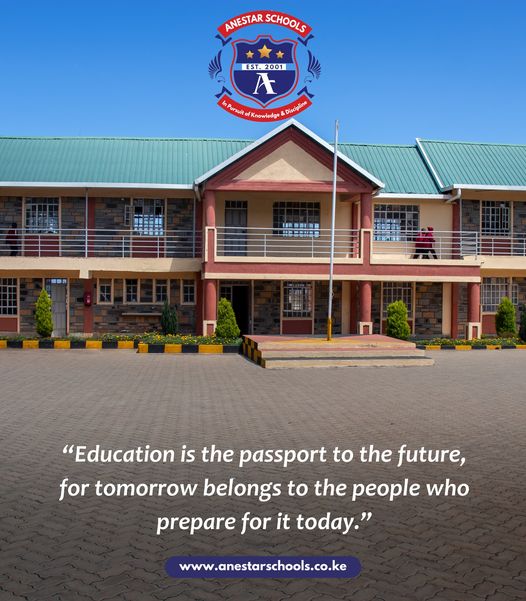 ANESTAR SCHOOLS
EST. 2001
A
In Pursuit of Knowledge & Discipline
“Education is the passport to the future,
for tomorrow belongs to the people who
prepare for it today.”
www.anestarschools.co.ke